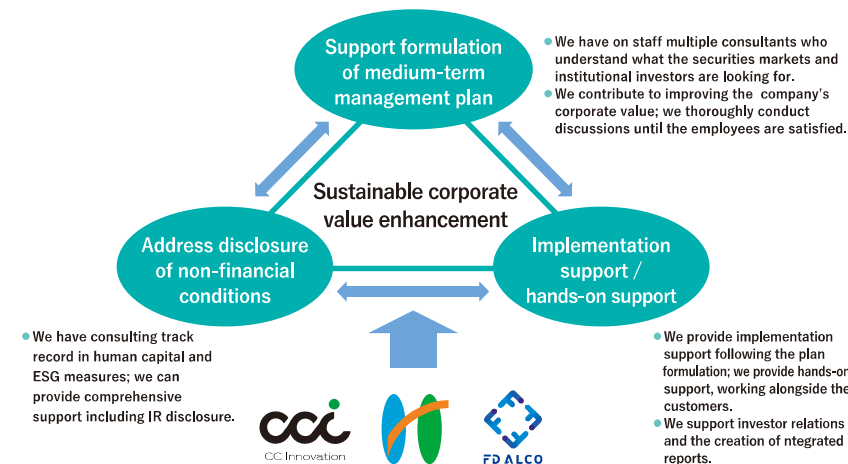 Support formulation
of medium-term
management plan
● We have on staff multiple consultants who
understand what the securities markets and
institutional investors are looking for.
● We contribute to improving the company's
corporate value; we thoroughly conduct
discussions until the employees are satisfied.
Sustainable corporate
value enhancement
Address disclosure
of non-financial
conditions
Implementation
support /
hands-on support
● We have consulting track
record in human capital and
ESG measures; we can
provide comprehensive
support including IR disclosure.
● We provide implementation
support following the plan
formulation; we provide hands-on
support, working alongside the
customers.
● We support investor relations
and the creation of ntegrated
reports.
cci
CC Innovation
FDALCO